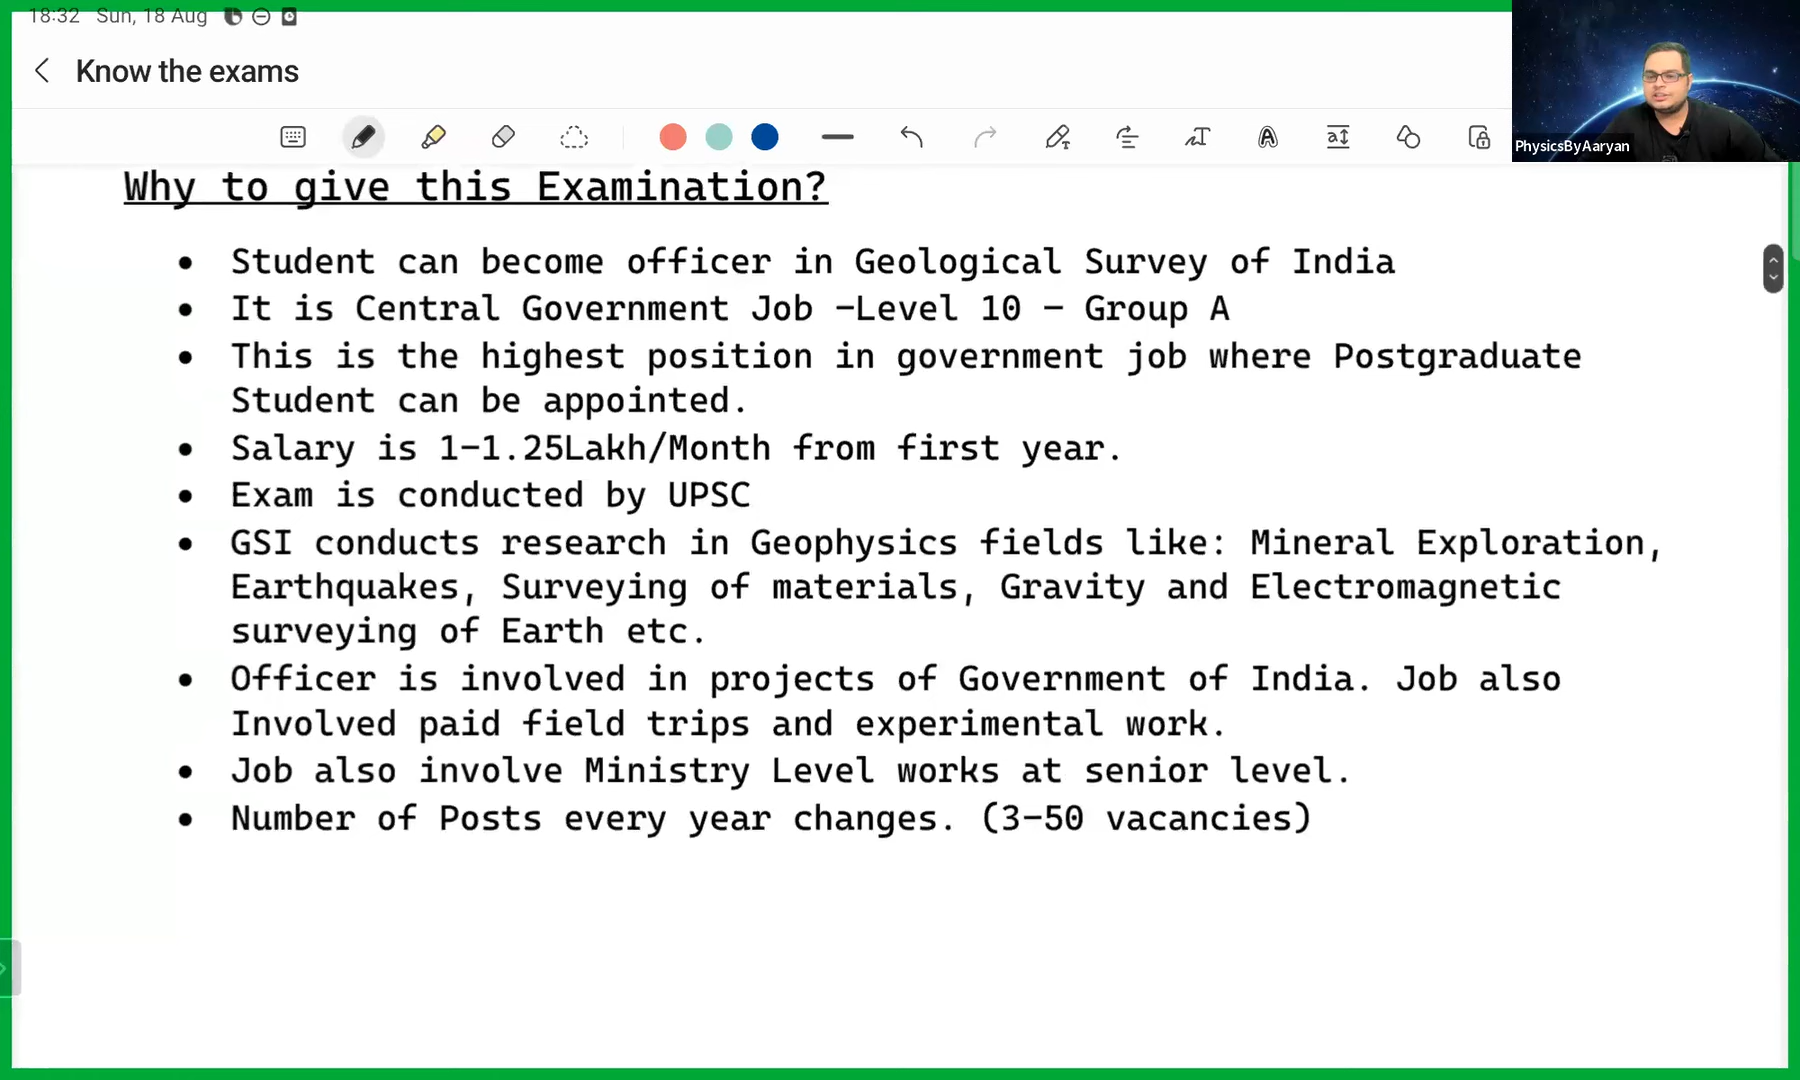 18:32 Sun, 18 Aug
Know the exams
PhysicsByAaryan
Why to give this Examination?
• Student can become officer in Geological Survey of India
• It is Central Government Job –Level 10 – Group A
• This is the highest position in government job where Postgraduate
Student can be appointed.
• Salary is 1–1.25Lakh/Month from first year.
• Exam is conducted by UPSC
• GSI conducts research in Geophysics fields like: Mineral Exploration,
Earthquakes, Surveying of materials, Gravity and Electromagnetic
surveying of Earth etc.
• Officer is involved in projects of Government of India. Job also
Involved paid field trips and experimental work.
• Job also involve Ministry Level works at senior level.
• Number of Posts every year changes. (3–50 vacancies)